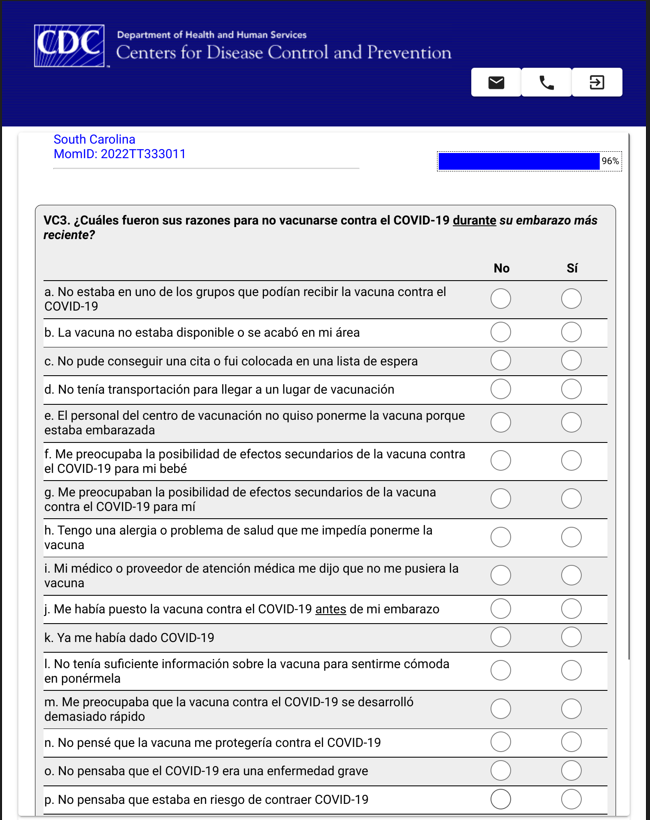 CDC
Department of Health and Human Services
Centers for Disease Control and Prevention
South Carolina
MomID: 2022TT333011
96%
VC3. ¿Cuáles fueron sus razones para no vacunarse contra el COVID-19 durante su embarazo más
reciente?
No Sí
a. No estaba en uno de los grupos que podían recibir la vacuna contra el
COVID-19
b. La vacuna no estaba disponible o se acabó en mi área
c. No pude conseguir una cita o fui colocada en una lista de espera
d. No tenía transportación para llegar a un lugar de vacunación
e. El personal del centro de vacunación no quiso ponerme la vacuna porque
estaba embarazada
f. Me preocupaba la posibilidad de efectos secundarios de la vacuna contra
el COVID-19 para mi bebé
g. Me preocupaban la posibilidad de efectos secundarios de la vacuna
contra el COVID-19 para mí
h. Tengo una alergia o problema de salud que me impedía ponerme la
vacuna
i. Mi médico o proveedor de atención médica me dijo que no me pusiera la
vacuna
j. Me había puesto la vacuna contra el COVID-19 antes de mi embarazo
k. Ya me había dado COVID-19
l. No tenía suficiente información sobre la vacuna para sentirme cómoda
en ponérmela
m. Me preocupaba que la vacuna contra el COVID-19 se desarrolló
demasiado rápido
n. No pensé que la vacuna me protegería contra el COVID-19
o. No pensaba que el COVID-19 era una enfermedad grave
p. No pensaba que estaba en riesgo de contraer COVID-19